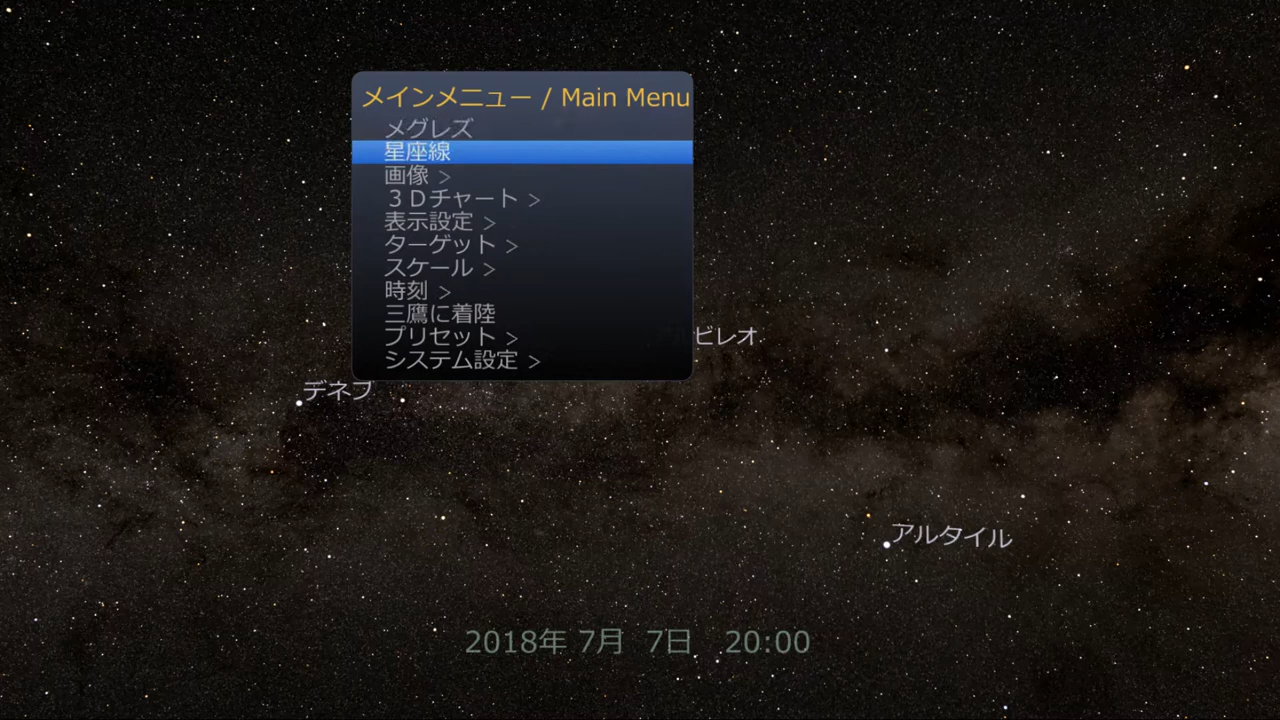 メインメニュー / Main Menu
メグレズ
星座線
画像 >
３Ｄチャート >
表示設定 >
ターゲット >
スケール >
時刻 >
三鷹に着陸
プリセット >
システム設定 >
ビレオ
デネブ
アルタイル
2018年 7月 7日 20:00